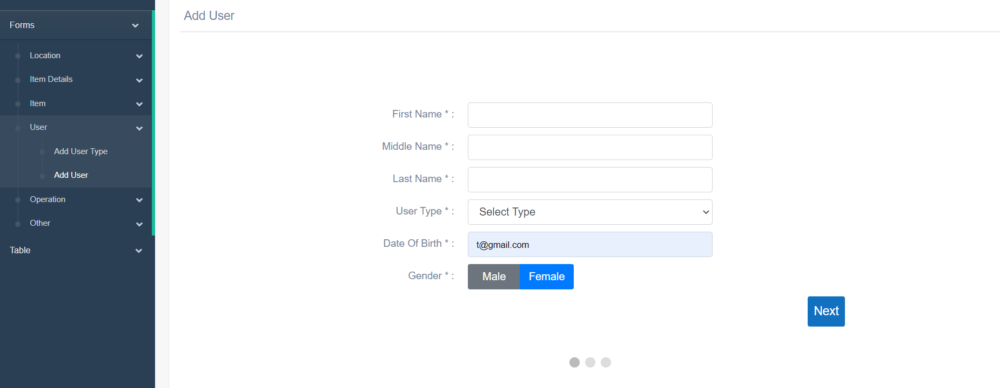 Forms
Location
Item Details
Item
User
Add User Type
Add User
Operation
Other
Table
Add User
First Name * :
Middle Name * :
Last Name * :
User Type * : Select Type
Date Of Birth * : t@gmail.com
Gender * : Male Female
Next